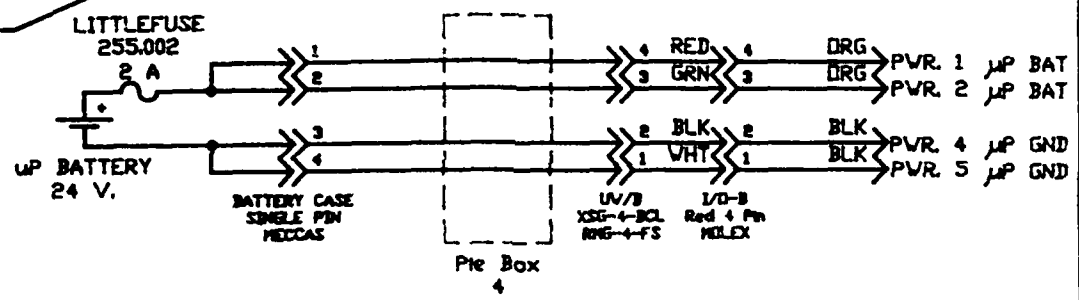 LITTLEFUSE
255.002
2 A
+
uP BATTERY
24 V.
1
2
3
4
BATTERY CASE
SINGLE PIN
MECCAS
Pie Box
4
4 RED 4 ORG PWR. 1 µP BAT
3 GRN 3 ORG PWR. 2 µP BAT
2 BLK 2 BLK PWR. 4 µP GND
1 WHT 1 BLK PWR. 5 µP GND
UW/B
XSG-4-BCL
RMG-4-FS
I/O-B
Red 4 Pin
MOLEX